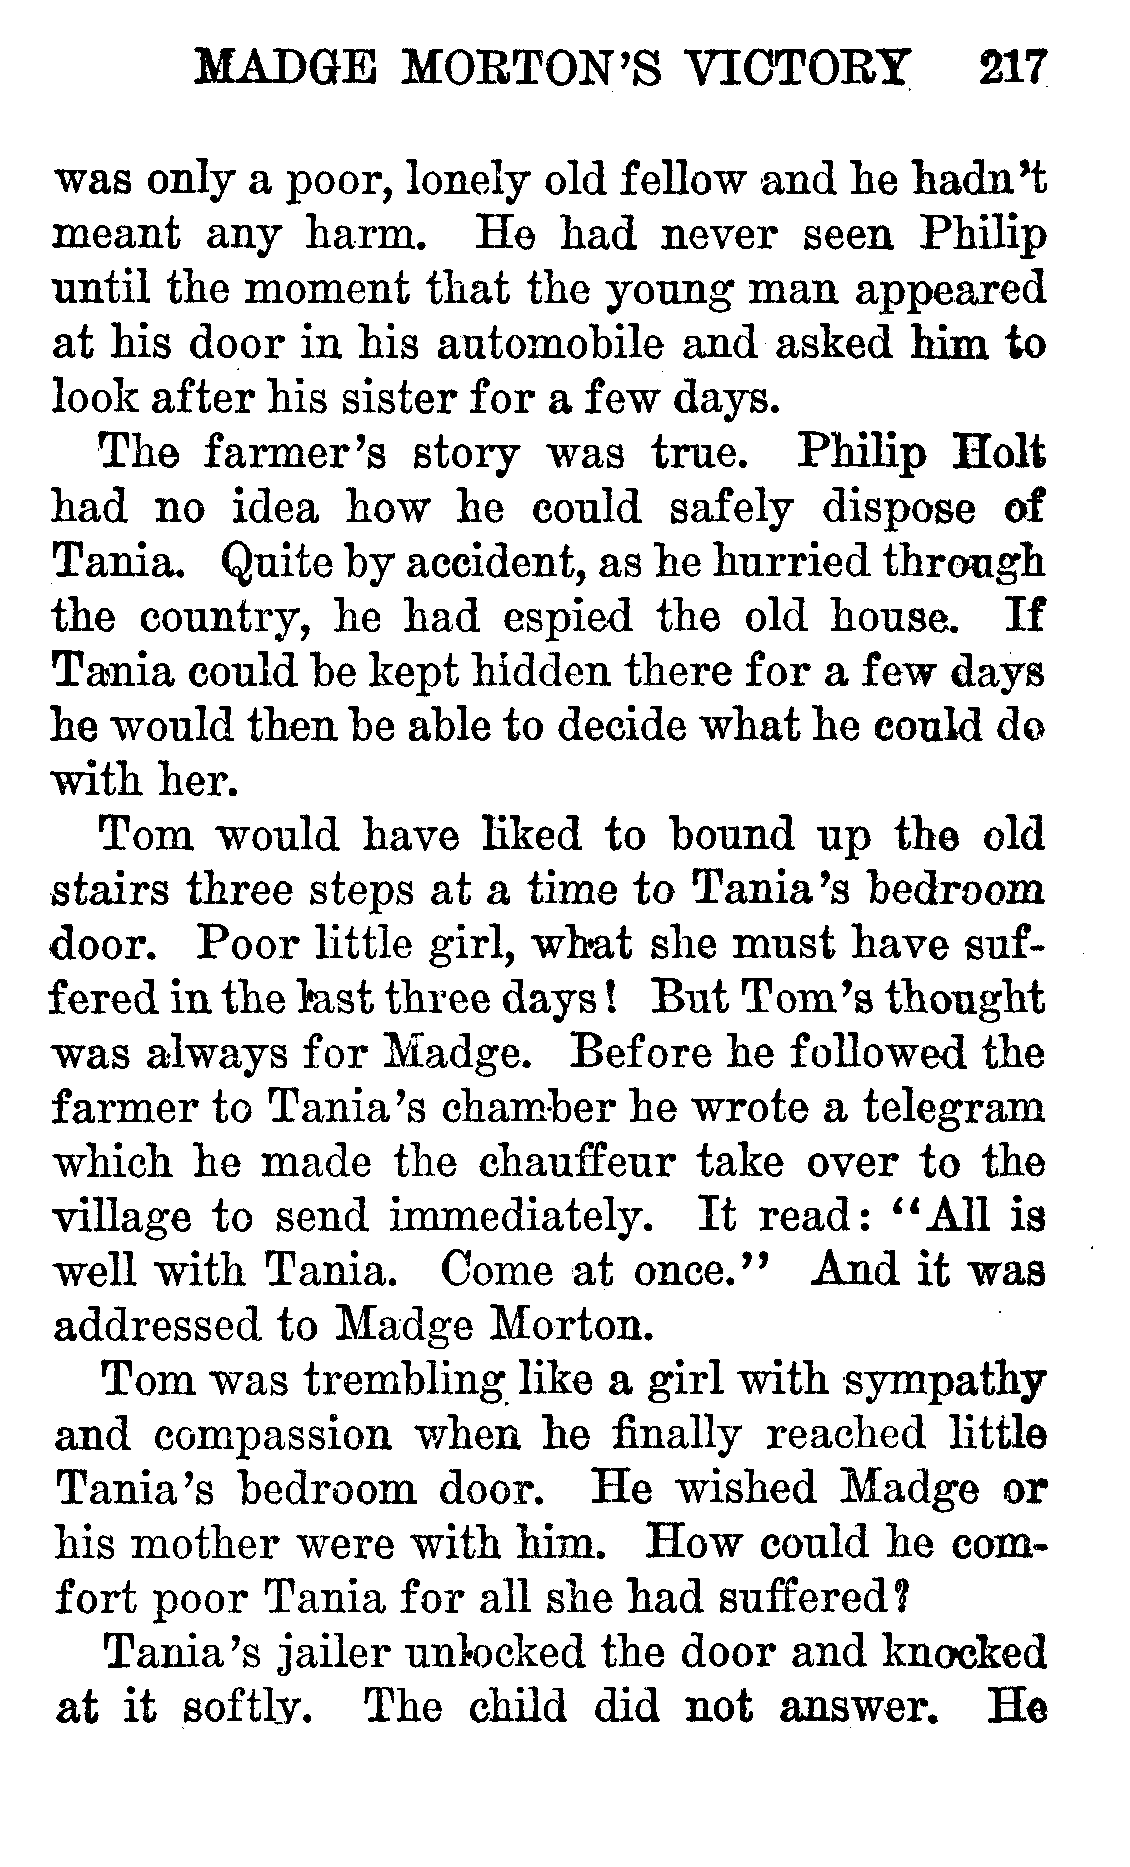 MADGE MORTON'S VICTORY 217
was only a poor, lonely old fellow and he hadn't
meant any harm. He had never seen Philip
until the moment that the young man appeared
at his door in his automobile and asked him to
look after his sister for a few days.
The farmer's story was true. Philip Holt
had no idea how he could safely dispose of
Tania. Quite by accident, as he hurried through
the country, he had espied the old house. If
Tania could be kept hidden there for a few days
he would then be able to decide what he could do
with her.
Tom would have liked to bound up the old
stairs three steps at a time to Tania's bedroom
door. Poor little girl, what she must have suf-
fered in the last three days! But Tom's thought
was always for Madge. Before he followed the
farmer to Tania's chamber he wrote a telegram
which he made the chauffeur take over to the
village to send immediately. It read: "All is
well with Tania. Come at once." And it was
addressed to Madge Morton.
Tom was trembling like a girl with sympathy
and compassion when he finally reached little
Tania's bedroom door. He wished Madge or
his mother were with him. How could he com-
fort poor Tania for all she had suffered?
Tania's jailer unlocked the door and knocked
at it softly. The child did not answer. He